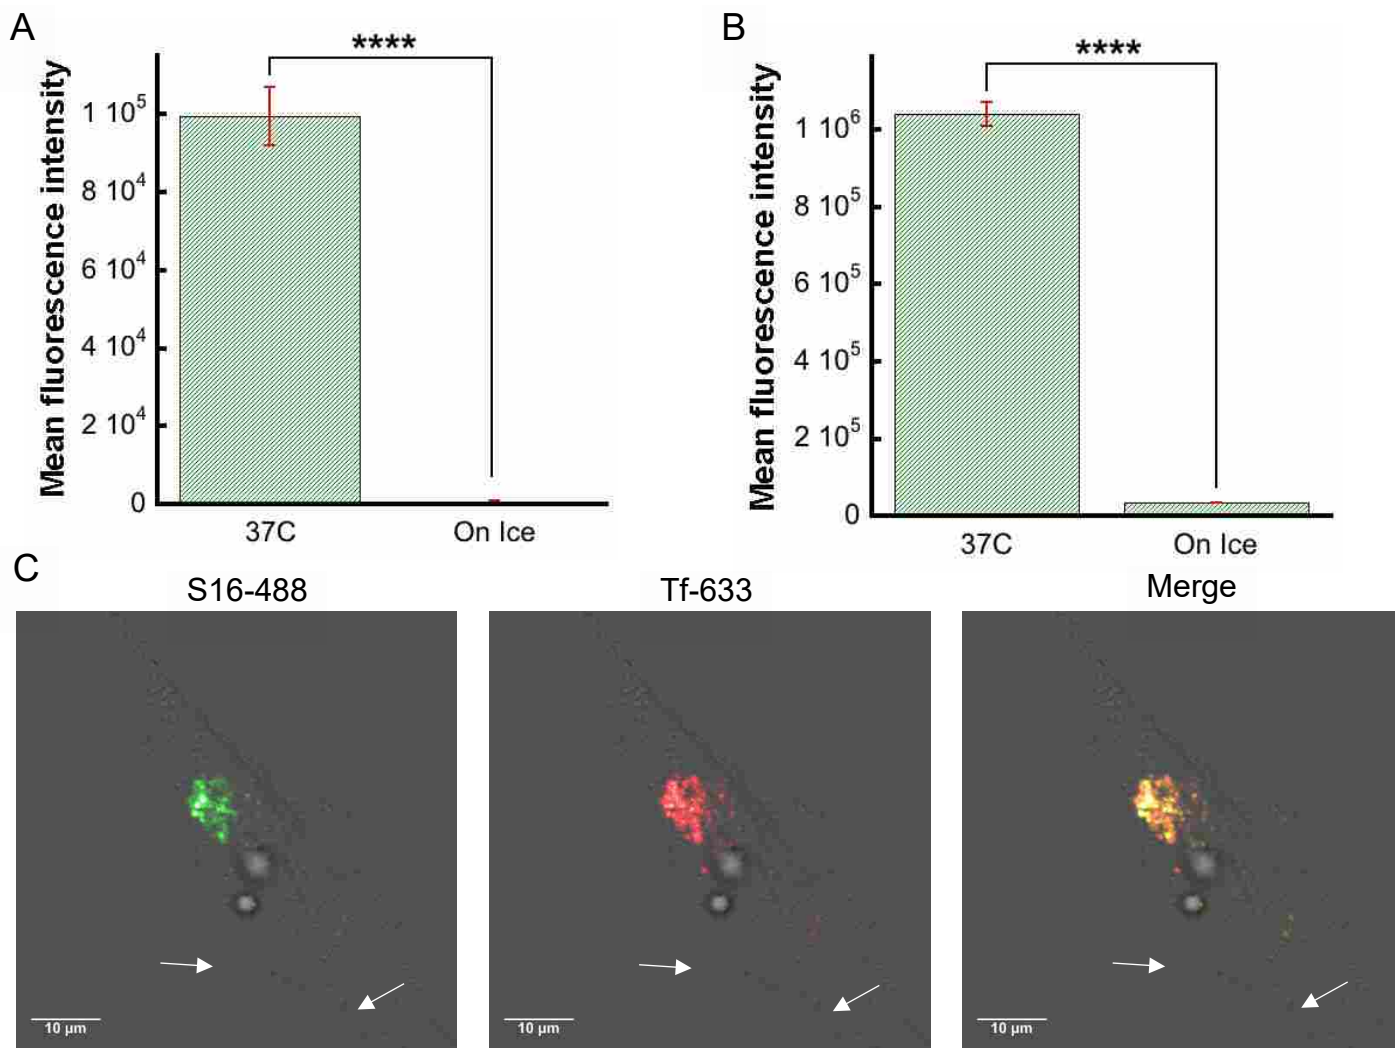 A
****
Mean fluorescence intensity
1 10⁵
8 10⁴
6 10⁴
4 10⁴
2 10⁴
0
37C
On Ice
B
****
Mean fluorescence intensity
1 10⁶
8 10⁵
6 10⁵
4 10⁵
2 10⁵
0
37C
On Ice
C
S16-488
Tf-633
Merge
10 µm
10 µm
10 µm